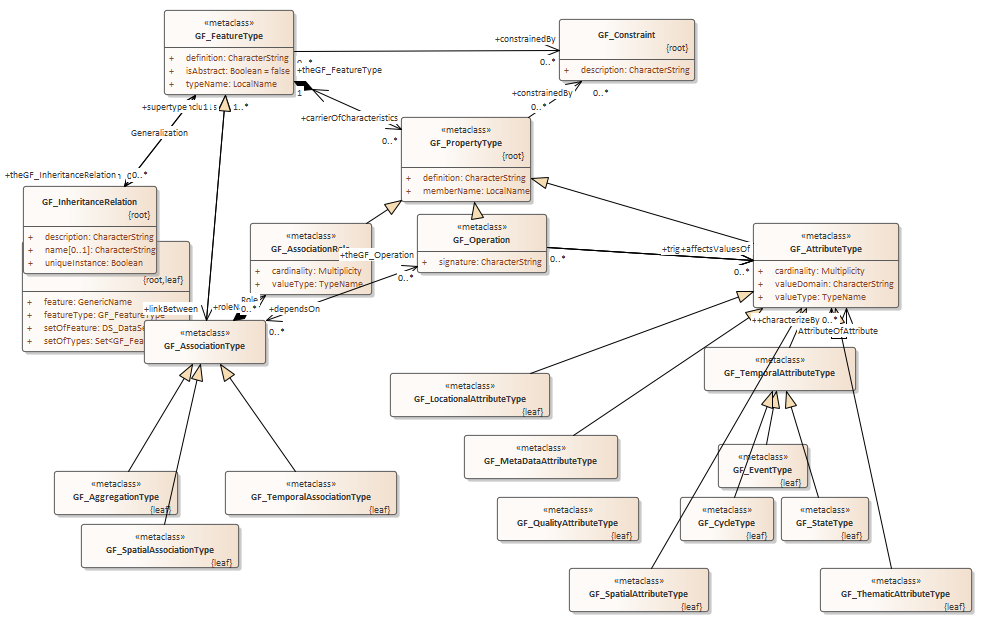 «metaclass»
GF_FeatureType
+ definition: CharacterString
+ isAbstract: Boolean = false
+ typeName: LocalName
GF_Constraint
{root}
+ description: CharacterString
+constrainedBy
0..*
0..*
+theGF_FeatureType
1
+constrainedBy
0..*
0..*
+carrierOfCharacteristics
0..*
+supertype
1..*
Generalization
+theGF_InheritanceRelation
0..*
«metaclass»
GF_PropertyType
{root}
+ definition: CharacterString
+ memberName: LocalName
GF_InheritanceRelation
{root}
+ description: CharacterString
+ name[0..1]: CharacterString
+ uniqueInstance: Boolean
{root,leaf}
+ feature: GenericName
+ featureType: GF_FeatureType
+ setOfFeature: DS_DataSe
+ setOfTypes: Set<GF_Fea
«metaclass»
GF_AssociationRole
+ cardinality: Multiplicity
+ valueType: TypeName
+theGF_Operation
0..*
«metaclass»
GF_Operation
+ signature: CharacterString
0..*
+trig
+affectsValuesOf
0..*
«metaclass»
GF_AttributeType
+ cardinality: Multiplicity
+ valueDomain: CharacterString
+ valueType: TypeName
+linkBetween
+roleN
Role
0..*
+dependsOn
0..*
++characterizeBy 0..*
AttributeOfAttribute
«metaclass»
GF_AssociationType
«metaclass»
GF_TemporalAttributeType
«metaclass»
GF_LocationalAttributeType
{leaf}
«metaclass»
GF_MetaDataAttributeType
«metaclass»
GF_EventType
{leaf}
«metaclass»
GF_AggregationType
{leaf}
«metaclass»
GF_TemporalAssociationType
{leaf}
«metaclass»
GF_QualityAttributeType
{leaf}
«metaclass»
GF_CycleType
{leaf}
«metaclass»
GF_StateType
{leaf}
«metaclass»
GF_SpatialAssociationType
{leaf}
«metaclass»
GF_SpatialAttributeType
{leaf}
«metaclass»
GF_ThematicAttributeType
{leaf}